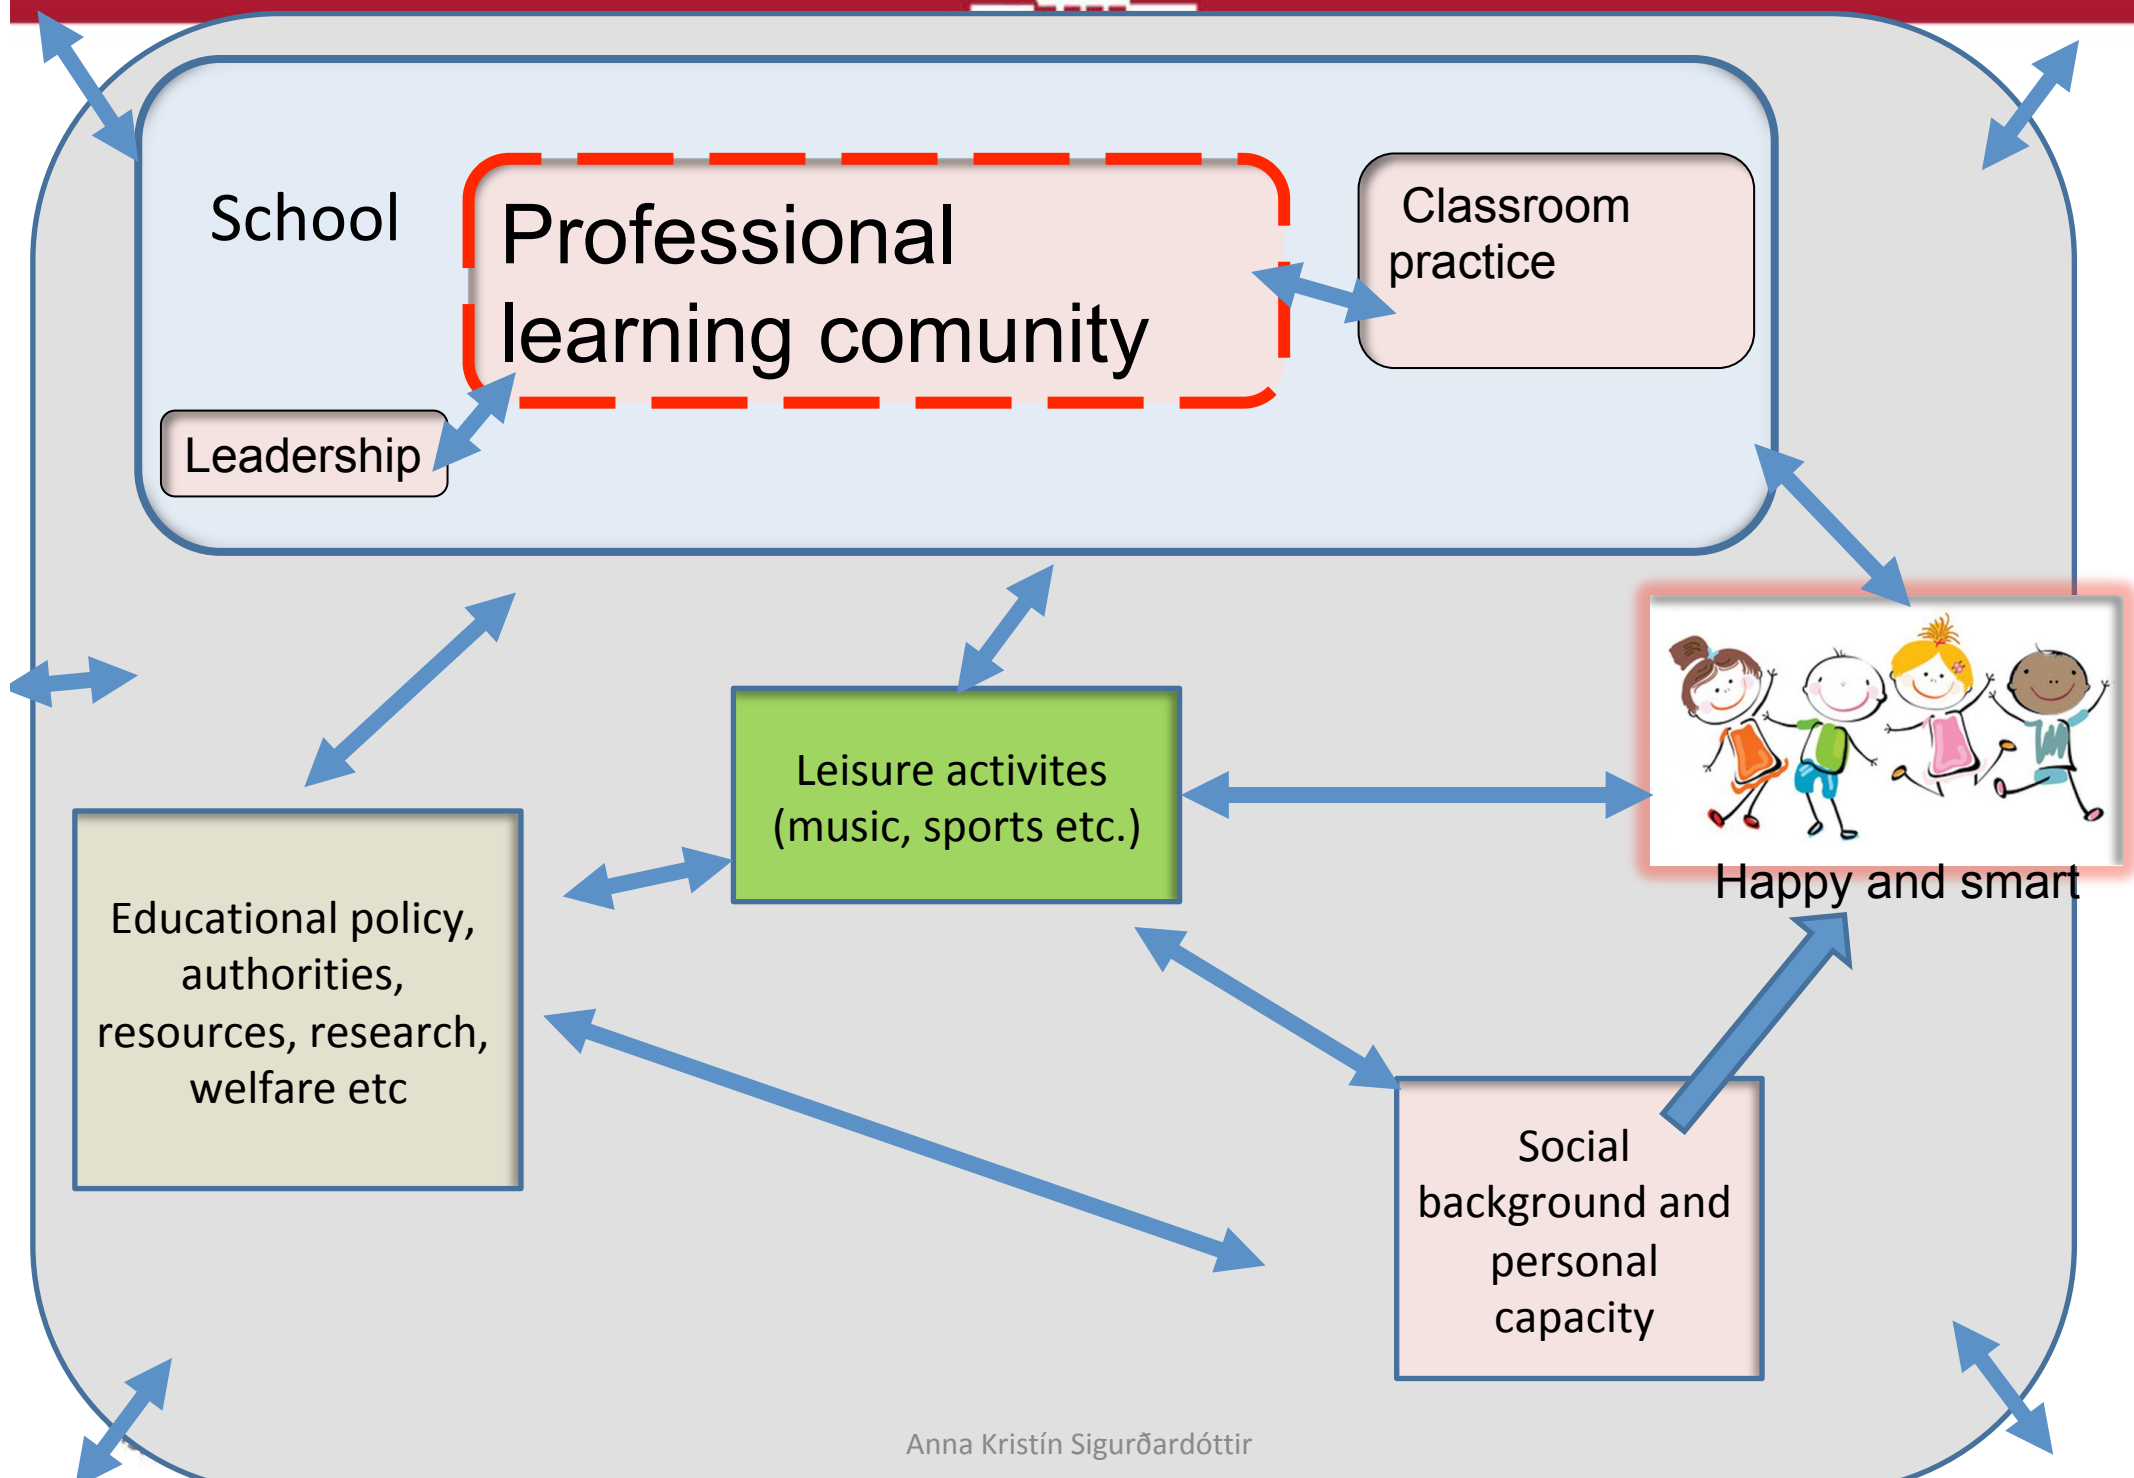 School
Professional
learning comunity
Classroom
practice
Leadership
Leisure activites
(music, sports etc.)
Happy and smart
Educational policy,
authorities,
resources, research,
welfare etc
Social
background and
personal
capacity
Anna Kristín Sigurðardóttir